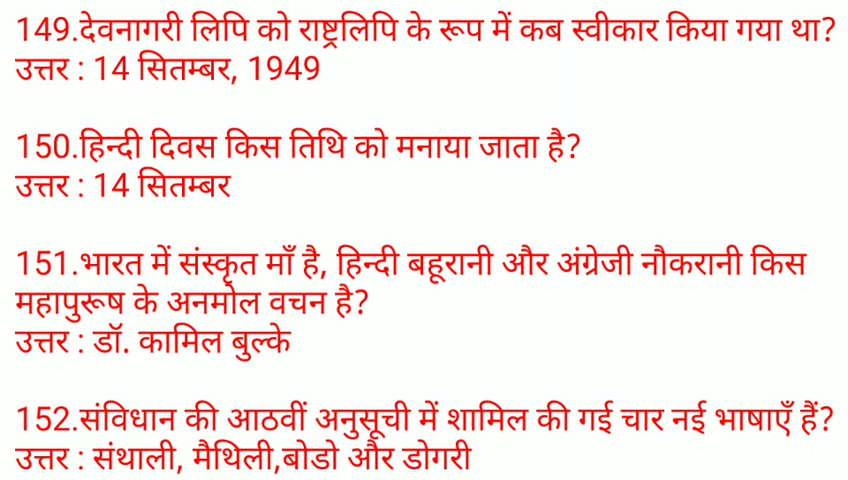 149.देवनागरी लिपि को राष्ट्रलिपि के रूप में कब स्वीकार किया गया था?
उत्तर : 14 सितम्बर, 1949
150.हिन्दी दिवस किस तिथि को मनाया जाता है?
उत्तर : 14 सितम्बर
151.भारत में संस्कृत माँ है, हिन्दी बहूरानी और अंग्रेजी नौकरानी किस
महापुरूष के अनमोल वचन है?
उत्तर : डॉ. कामिल बुल्के
152.संविधान की आठवीं अनुसूची में शामिल की गई चार नई भाषाएँ हैं?
उत्तर : संथाली, मैथिली,बोडो और डोगरी